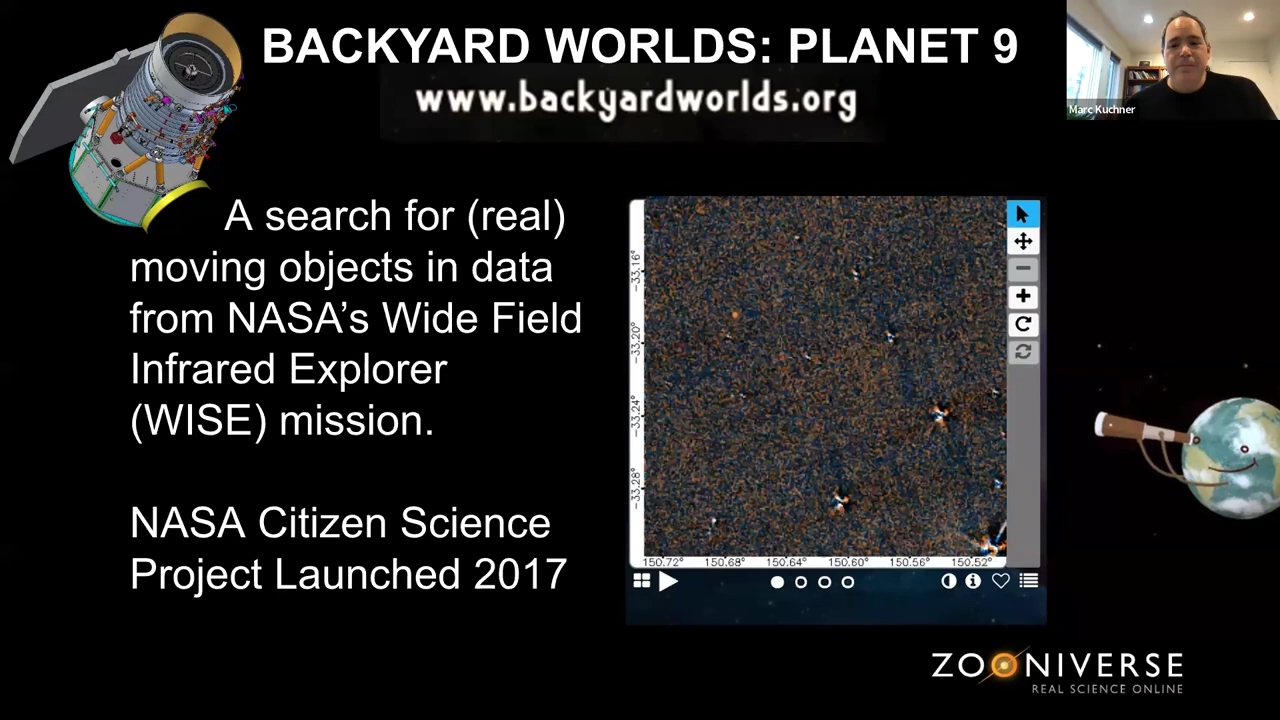 BACKYARD WORLDS: PLANET 9
www.backyardworlds.org
Marc Kuchner
A search for (real)
moving objects in data
from NASA’s Wide Field
Infrared Explorer
(WISE) mission.
NASA Citizen Science
Project Launched 2017
-33.16°
-33.20°
-33.24°
-33.28°
150.72° 150.68° 150.64° 150.60° 150.56° 150.52°
ZOONIVERSE
REAL SCIENCE ONLINE